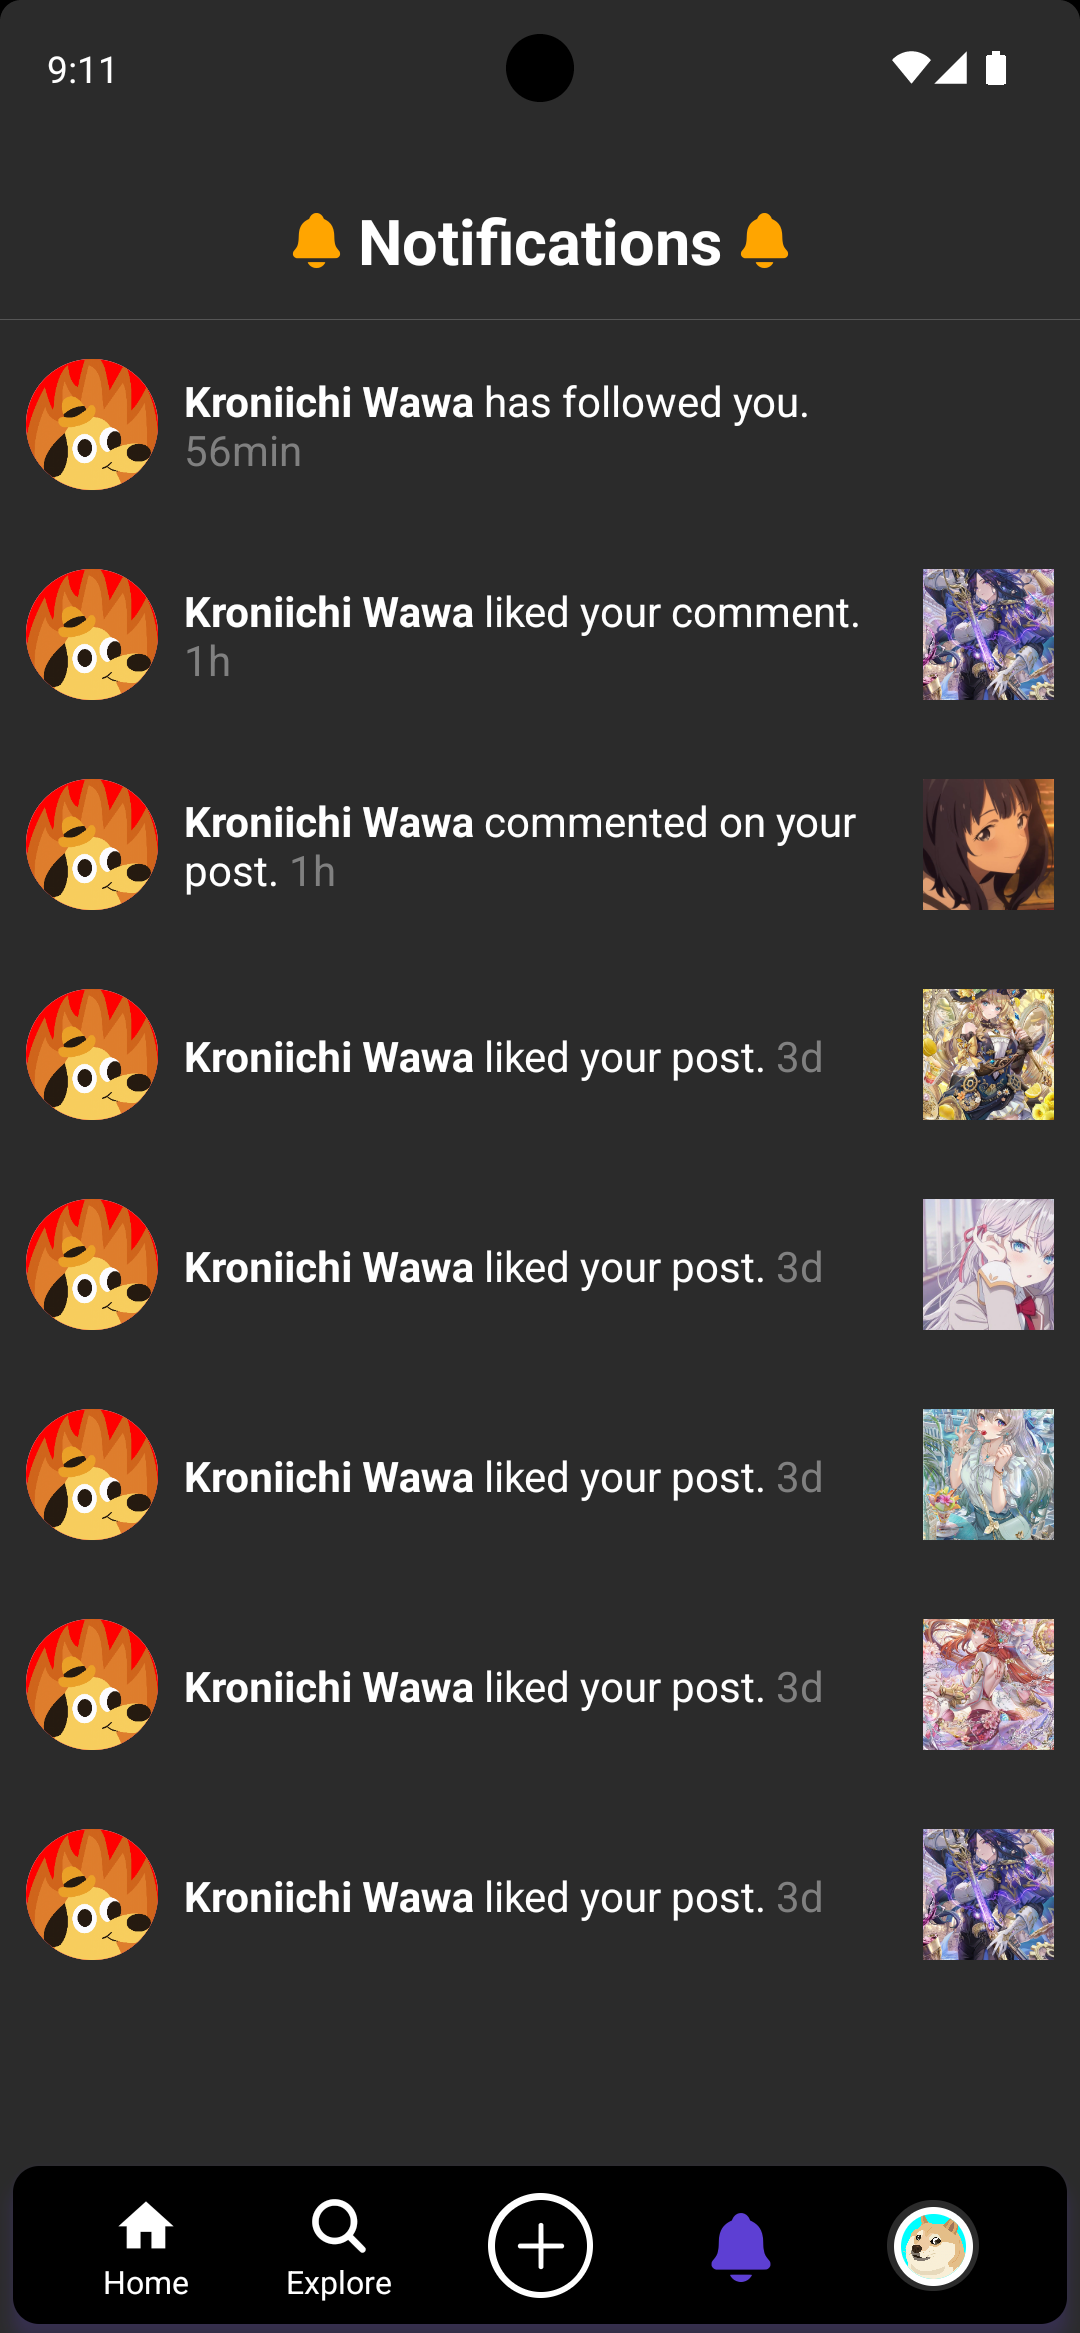 9:11
Notifications
Kroniichi Wawa has followed you.
56min
Kroniichi Wawa liked your comment.
1h
Kroniichi Wawa commented on your
post. 1h
Kroniichi Wawa liked your post. 3d
Kroniichi Wawa liked your post. 3d
Kroniichi Wawa liked your post. 3d
Kroniichi Wawa liked your post. 3d
Kroniichi Wawa liked your post. 3d
Home
Explore